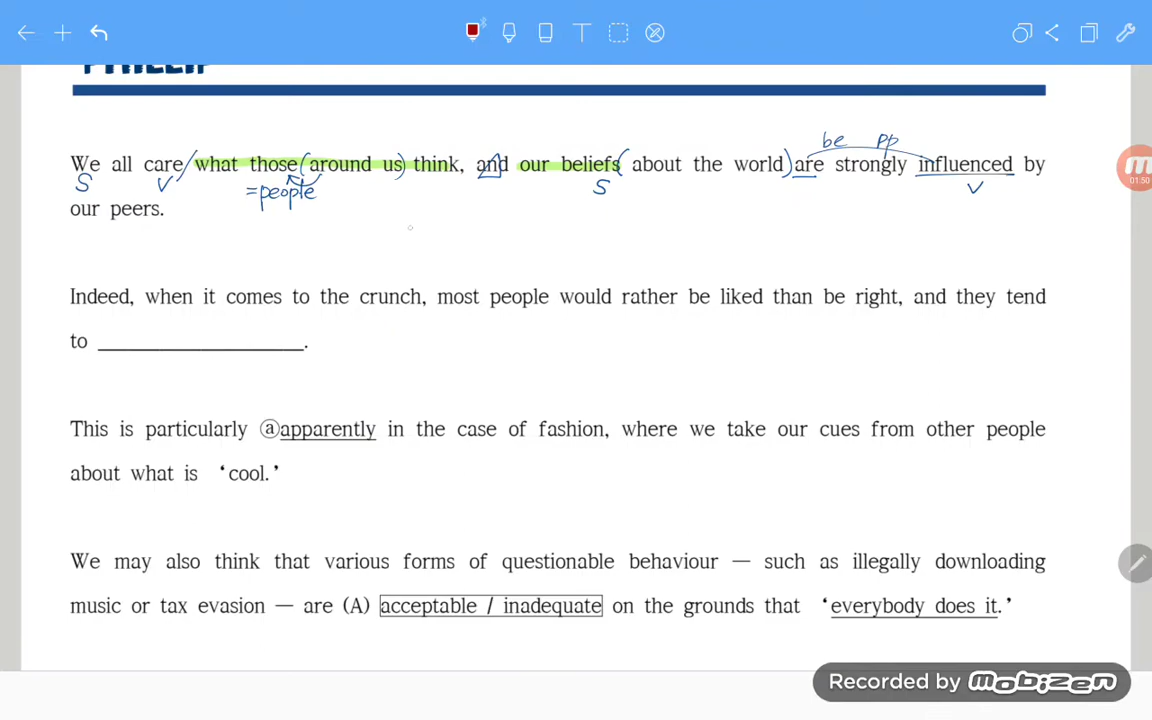 PHILLIP
be pp
We all care what those around us think, and our beliefs about the world are strongly influenced by
S V =people S V
our peers.
Indeed, when it comes to the crunch, most people would rather be liked than be right, and they tend
to ____________________.
This is particularly ⓐapparently in the case of fashion, where we take our cues from other people
about what is ‘cool.’
We may also think that various forms of questionable behaviour — such as illegally downloading
music or tax evasion — are (A) acceptable / inadequate on the grounds that ‘everybody does it.’
Recorded by mobizen
01:50